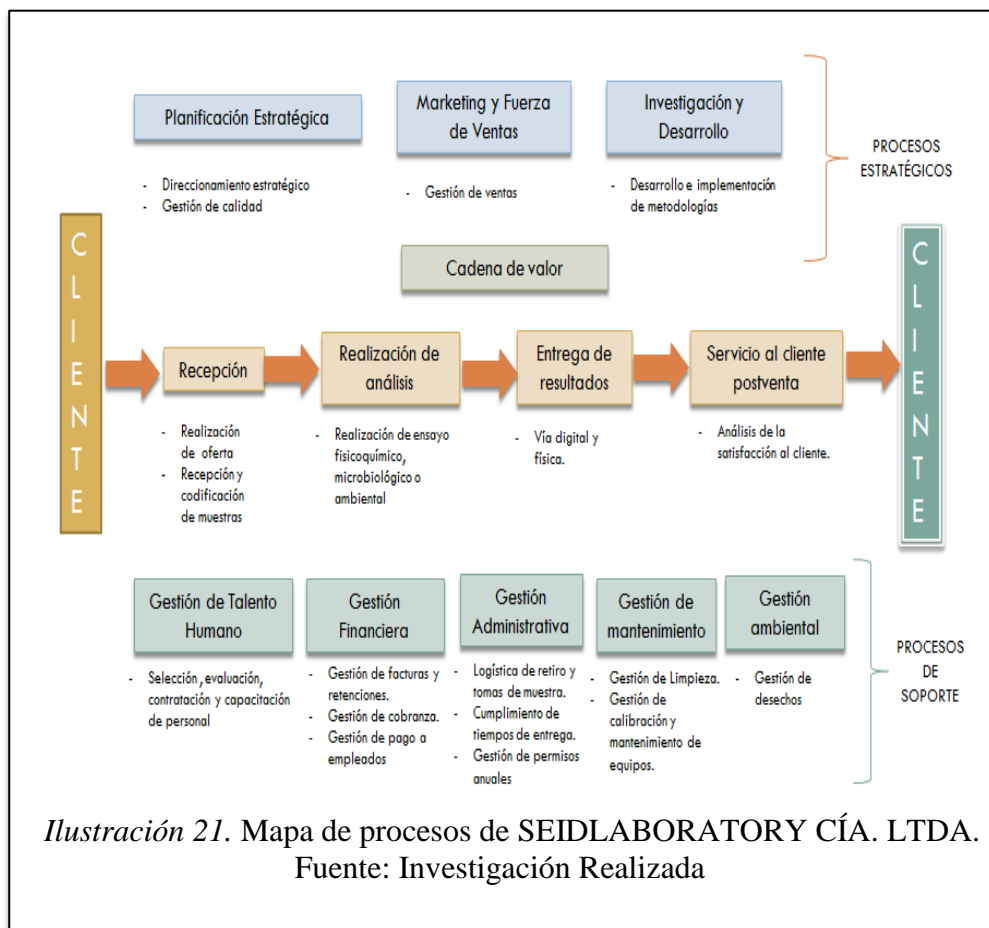 Planificación Estratégica
- Direccionamiento estratégico
- Gestión de calidad
Marketing y Fuerza
de Ventas
- Gestión de ventas
Investigación y
Desarrollo
- Desarrollo e implementación
de metodologías
PROCESOS
ESTRATÉGICOS
CLIENTE
Cadena de valor
Recepción
- Realización
de oferta
- Recepción y
codificación
de muestras
Realización de
análisis
- Realización de ensayo
fisicoquímico,
microbiológico o
ambiental
Entrega de
resultados
- Vía digital y
física.
Servicio al cliente
postventa
- Análisis de la
satisfacción al cliente.
CLIENTE
Gestión de Talento
Humano
- Selección, evaluación,
contratación y capacitación
de personal
Gestión
Financiera
- Gestión de facturas y
retenciones.
- Gestión de cobranza.
- Gestión de pago a
empleados
Gestión
Administrativa
- Logística de retiro y
tomas de muestra.
- Cumplimiento de
tiempos de entrega.
- Gestión de permisos
anuales
Gestión de
mantenimiento
- Gestión de Limpieza.
- Gestión de
calibración y
mantenimiento de
equipos.
Gestión
ambiental
- Gestión de
desechos
PROCESOS
DE
SOPORTE
Ilustración 21. Mapa de procesos de SEIDLABORATORY CÍA. LTDA.
Fuente: Investigación Realizada